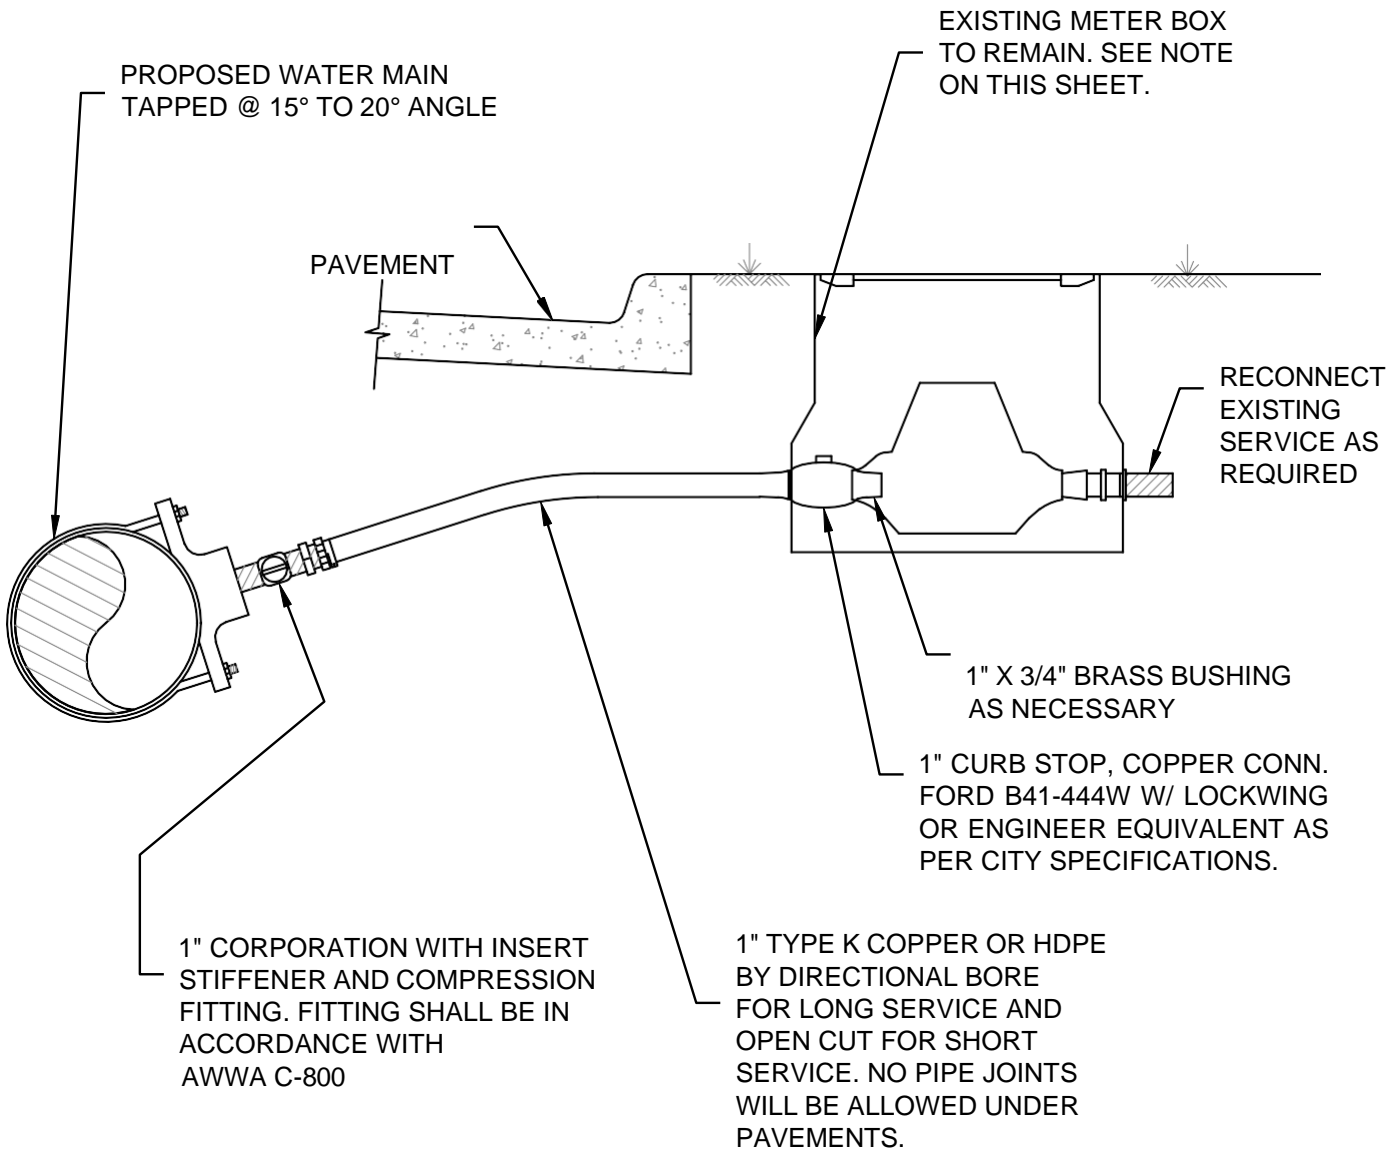 EXISTING METER BOX
TO REMAIN. SEE NOTE
ON THIS SHEET.
PROPOSED WATER MAIN
TAPPED @ 15° TO 20° ANGLE
PAVEMENT
RECONNECT
EXISTING
SERVICE AS
REQUIRED
1" X 3/4" BRASS BUSHING
AS NECESSARY
1" CURB STOP, COPPER CONN.
FORD B41-444W W/ LOCKWING
OR ENGINEER EQUIVALENT AS
PER CITY SPECIFICATIONS.
1" CORPORATION WITH INSERT
STIFFENER AND COMPRESSION
FITTING. FITTING SHALL BE IN
ACCORDANCE WITH
AWWA C-800
1" TYPE K COPPER OR HDPE
BY DIRECTIONAL BORE
FOR LONG SERVICE AND
OPEN CUT FOR SHORT
SERVICE. NO PIPE JOINTS
WILL BE ALLOWED UNDER
PAVEMENTS.